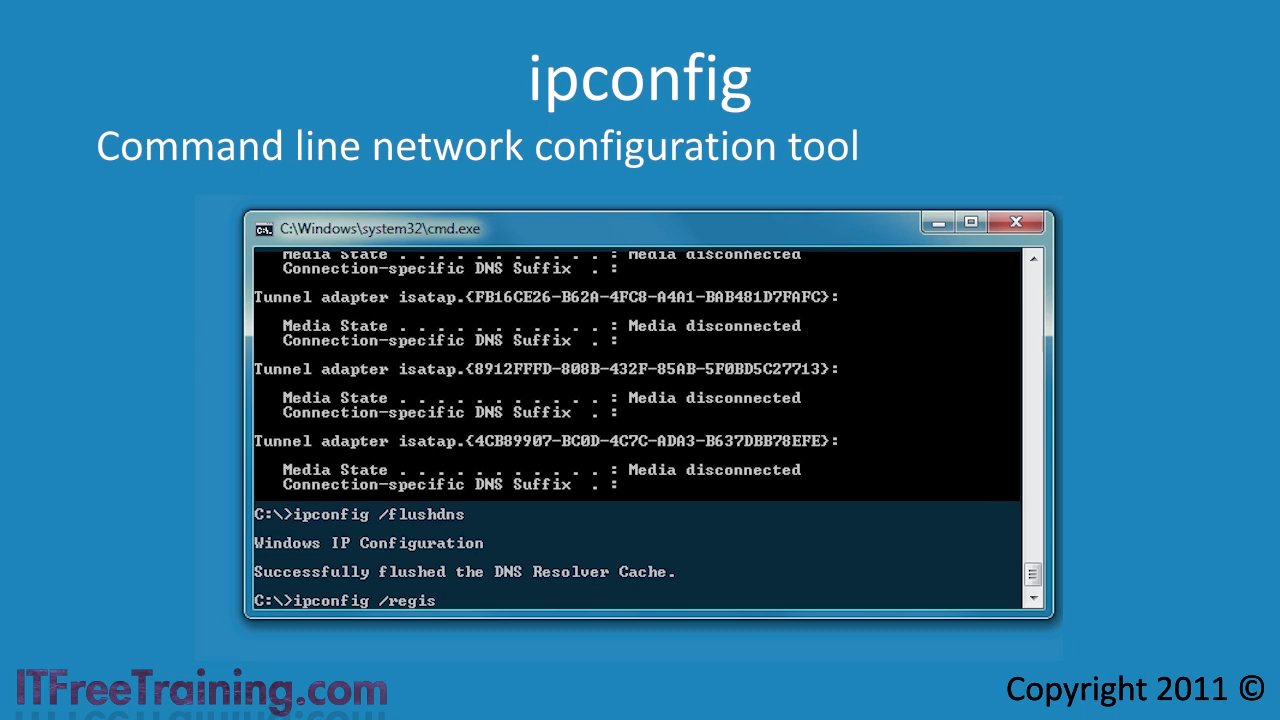 ipconfig
Command line network configuration tool
C:\Windows\system32\cmd.exe
Media State . . . . . . . . . . . : Media disconnected
Connection-specific DNS Suffix  . :
Tunnel adapter isatap.{FB16CE26-B62A-4FC8-A4A1-BAB481D7FAFC}:
Media State . . . . . . . . . . . : Media disconnected
Connection-specific DNS Suffix  . :
Tunnel adapter isatap.{8912FFFD-808B-432F-85AB-5F0BD5C27713}:
Media State . . . . . . . . . . . : Media disconnected
Connection-specific DNS Suffix  . :
Tunnel adapter isatap.{4CB89907-BC0D-4C7C-ADA3-B637DBB78EFE}:
Media State . . . . . . . . . . . : Media disconnected
Connection-specific DNS Suffix  . :
C:\>ipconfig /flushdns
Windows IP Configuration
Successfully flushed the DNS Resolver Cache.
C:\>ipconfig /regis
ITFreeTraining.com
Copyright 2011 ©